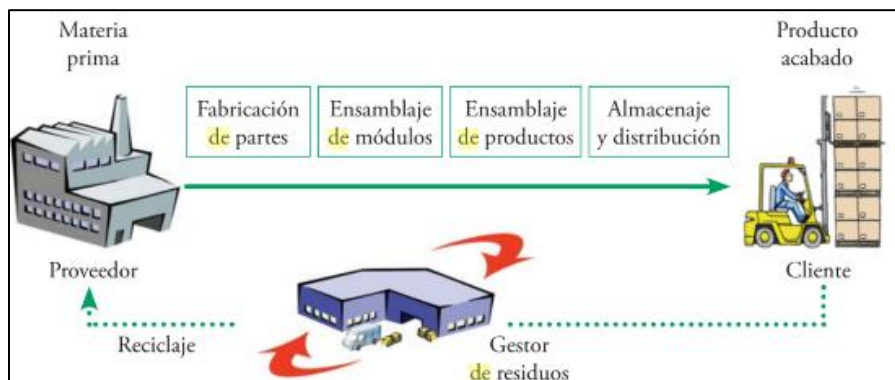 Materia
prima
Producto
acabado
Fabricación
de partes
Ensamblaje
de módulos
Ensamblaje
de productos
Almacenaje
y distribución
Proveedor
Cliente
Reciclaje
Gestor
de residuos